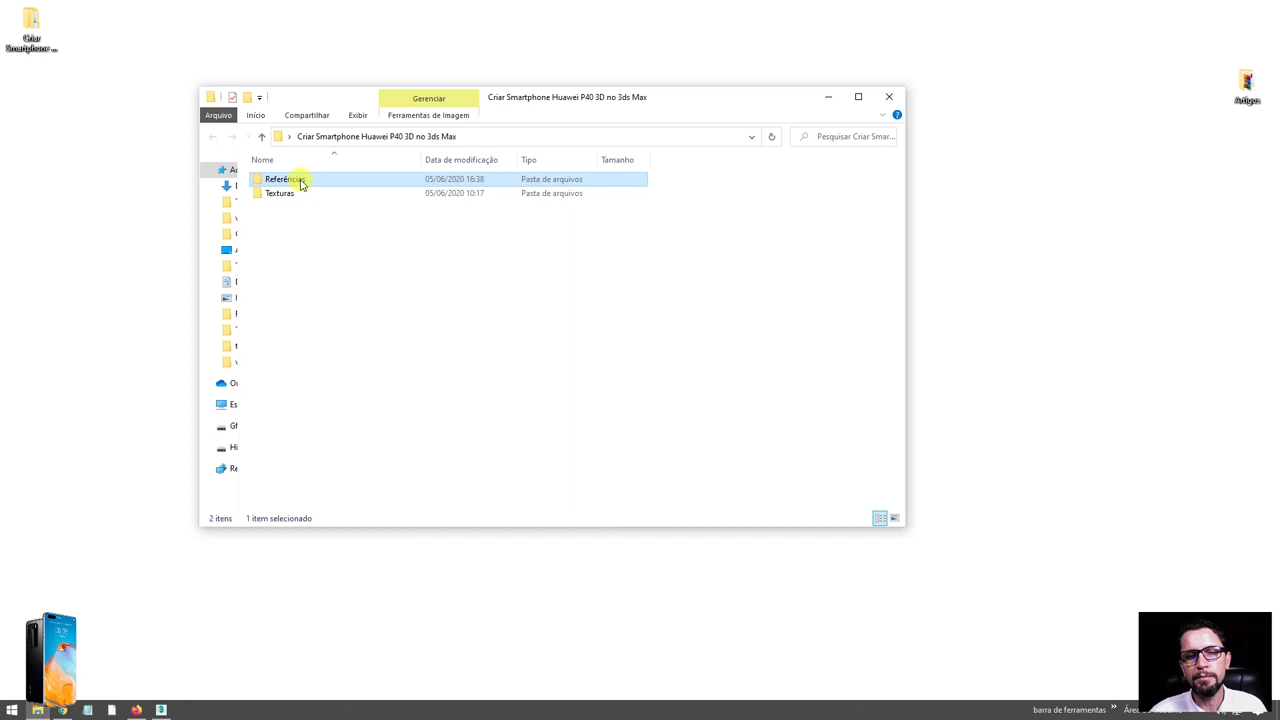 Criar
Smartphone ...
Artigos
Gerenciar
Criar Smartphone Huawei P40 3D no 3ds Max
Arquivo
Início
Compartilhar
Exibir
Ferramentas de Imagem
Criar Smartphone Huawei P40 3D no 3ds Max
Pesquisar Criar Smar...
Nome
Data de modificação
Tipo
Tamanho
Referências
05/06/2020 16:38
Pasta de arquivos
Texturas
05/06/2020 10:17
Pasta de arquivos
2 itens
1 item selecionado
barra de ferramentas